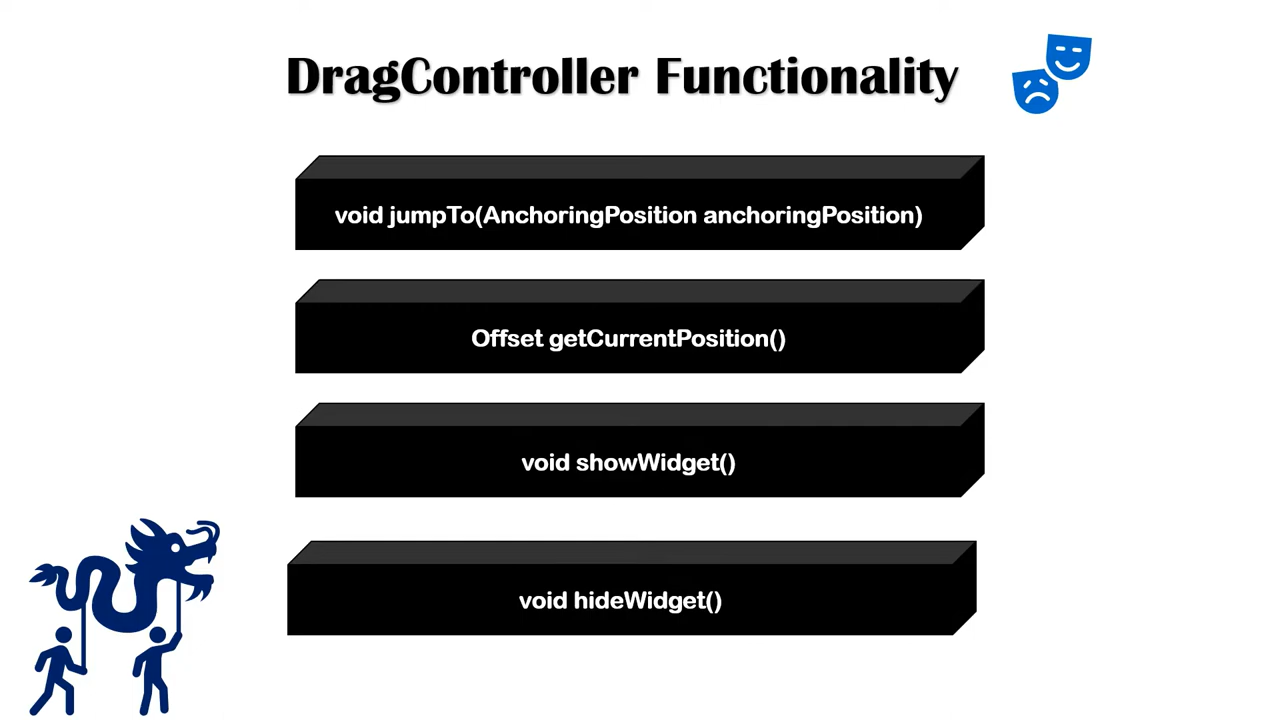 DragController Functionality
void jumpTo(AnchoringPosition anchoringPosition)
Offset getCurrentPosition()
void showWidget()
void hideWidget()